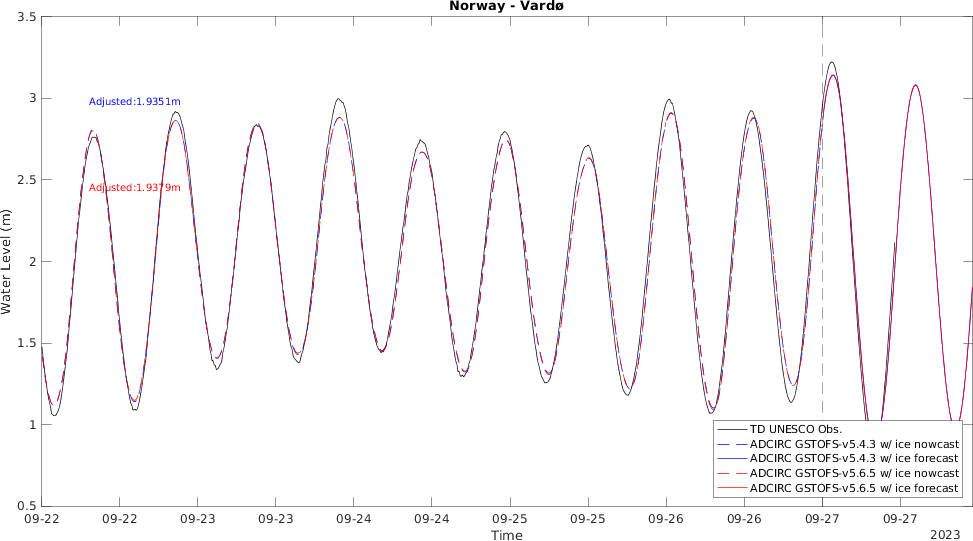 Norway - Vardø
3.5
3
2.5
2
1.5
1
0.5
Water Level (m)
Adjusted:1.9351m
Adjusted:1.9379m
TD UNESCO Obs.
ADCIRC GSTOFS-v5.4.3 w/ ice nowcast
ADCIRC GSTOFS-v5.4.3 w/ ice forecast
ADCIRC GSTOFS-v5.6.5 w/ ice nowcast
ADCIRC GSTOFS-v5.6.5 w/ ice forecast
09-22 09-22 09-23 09-23 09-24 09-24 09-25 09-25 09-26 09-26 09-27 09-27
Time
2023